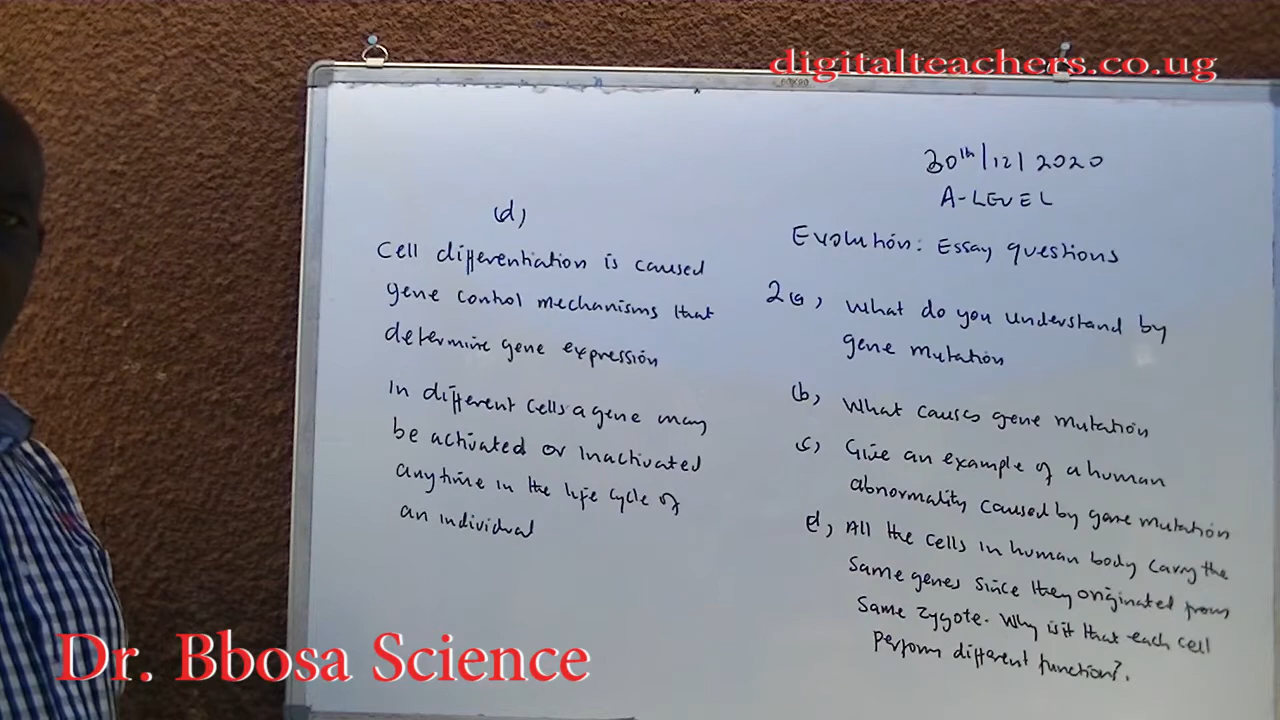 digitalteachers.co.ug
30th/12/2020
A-LEVEL
Evolution: Essay questions
2(a), What do you understand by
gene mutation
(b), What causes gene mutation
(c), Give an example of a human
abnormality caused by gene mutation
d, All the cells in human body carry the
same genes since they originated from
same zygote. Why is it that each cell
perform different function?.
(d),
Cell differentiation is caused
gene control mechanisms that
determine gene expression
In different cells a gene may
be activated or inactivated
anytime in the life cycle of
an individual
Dr. Bbosa Science